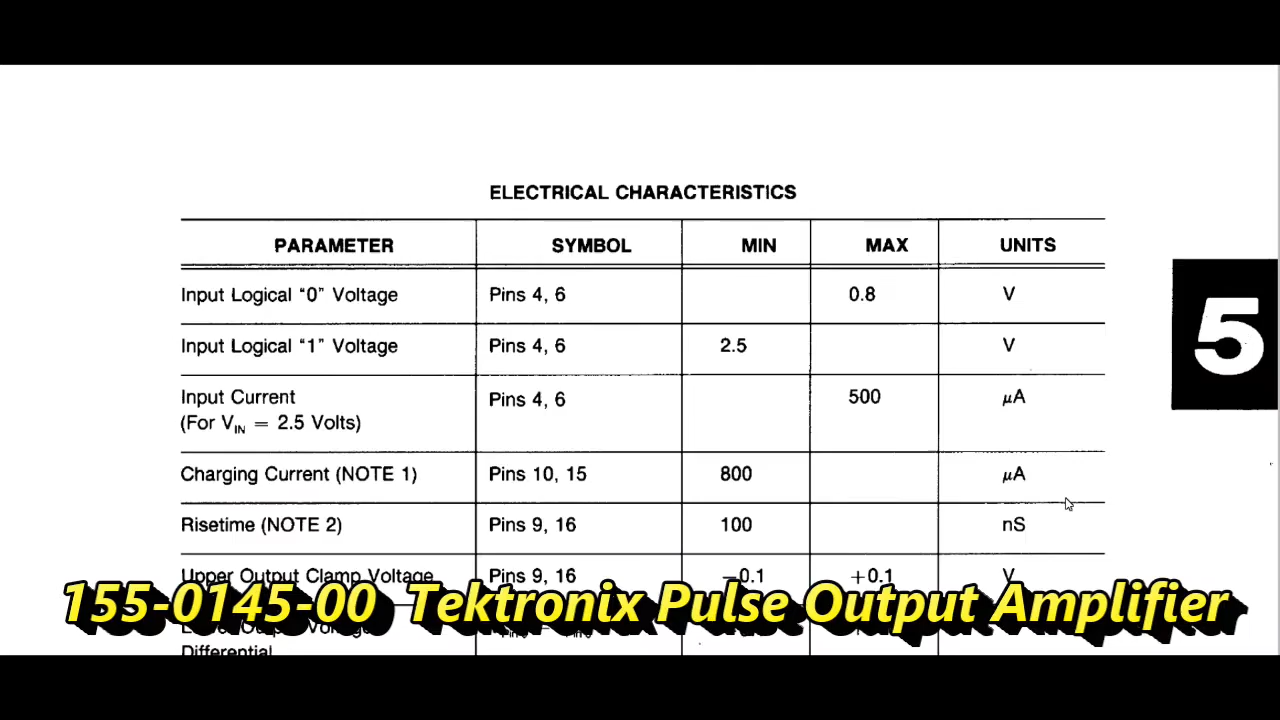 ELECTRICAL CHARACTERISTICS
PARAMETER SYMBOL MIN MAX UNITS
Input Logical “0” Voltage Pins 4, 6 0.8 V
Input Logical “1” Voltage Pins 4, 6 2.5 V
Input Current Pins 4, 6 500 μA
(For VIN = 2.5 Volts)
Charging Current (NOTE 1) Pins 10, 15 800 μA
Risetime (NOTE 2) Pins 9, 16 100 nS
Upper Output Clamp Voltage Pins 9, 16 −0.1 +0.1 V
155-0145-00 Tektronix Pulse Output Amplifier
Differential
5